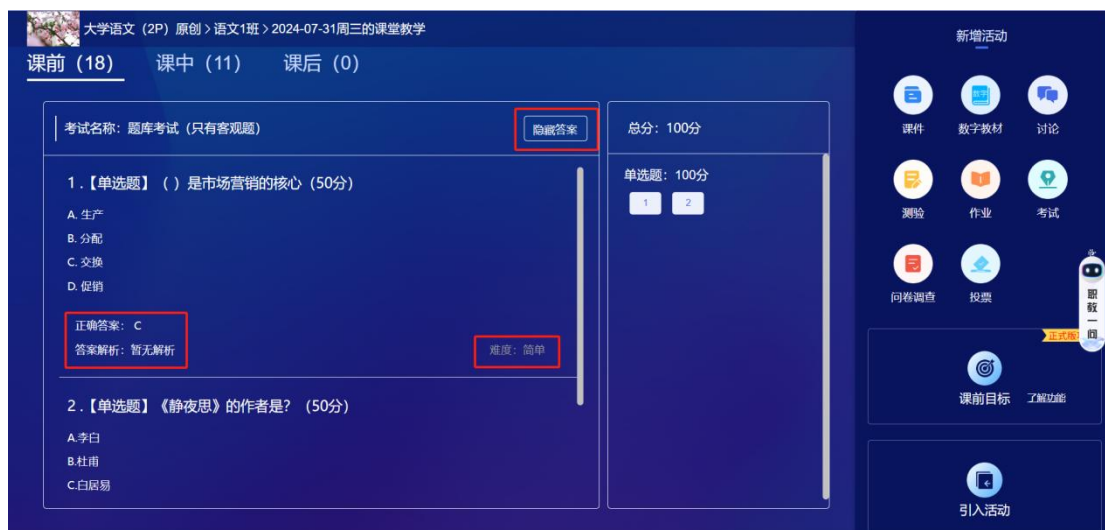 大学语文（2P）原创 > 语文1班 > 2024-07-31周三的课堂教学
课前（18） 课中（11） 课后（0）
考试名称：题库考试（只有客观题）
隐藏答案
1.【单选题】（ ）是市场营销的核心（50分）
A. 生产
B. 分配
C. 交换
D. 促销
正确答案： C
答案解析：暂无解析
难度：简单
2.【单选题】《静夜思》的作者是？（50分）
A.李白
B.杜甫
C.白居易
总分：100分
单选题：100分
1 2
新增活动
课件 数字教材 讨论
数字
测验 作业 考试
问卷调查 投票
职教一问
课前目标 了解功能
引入活动